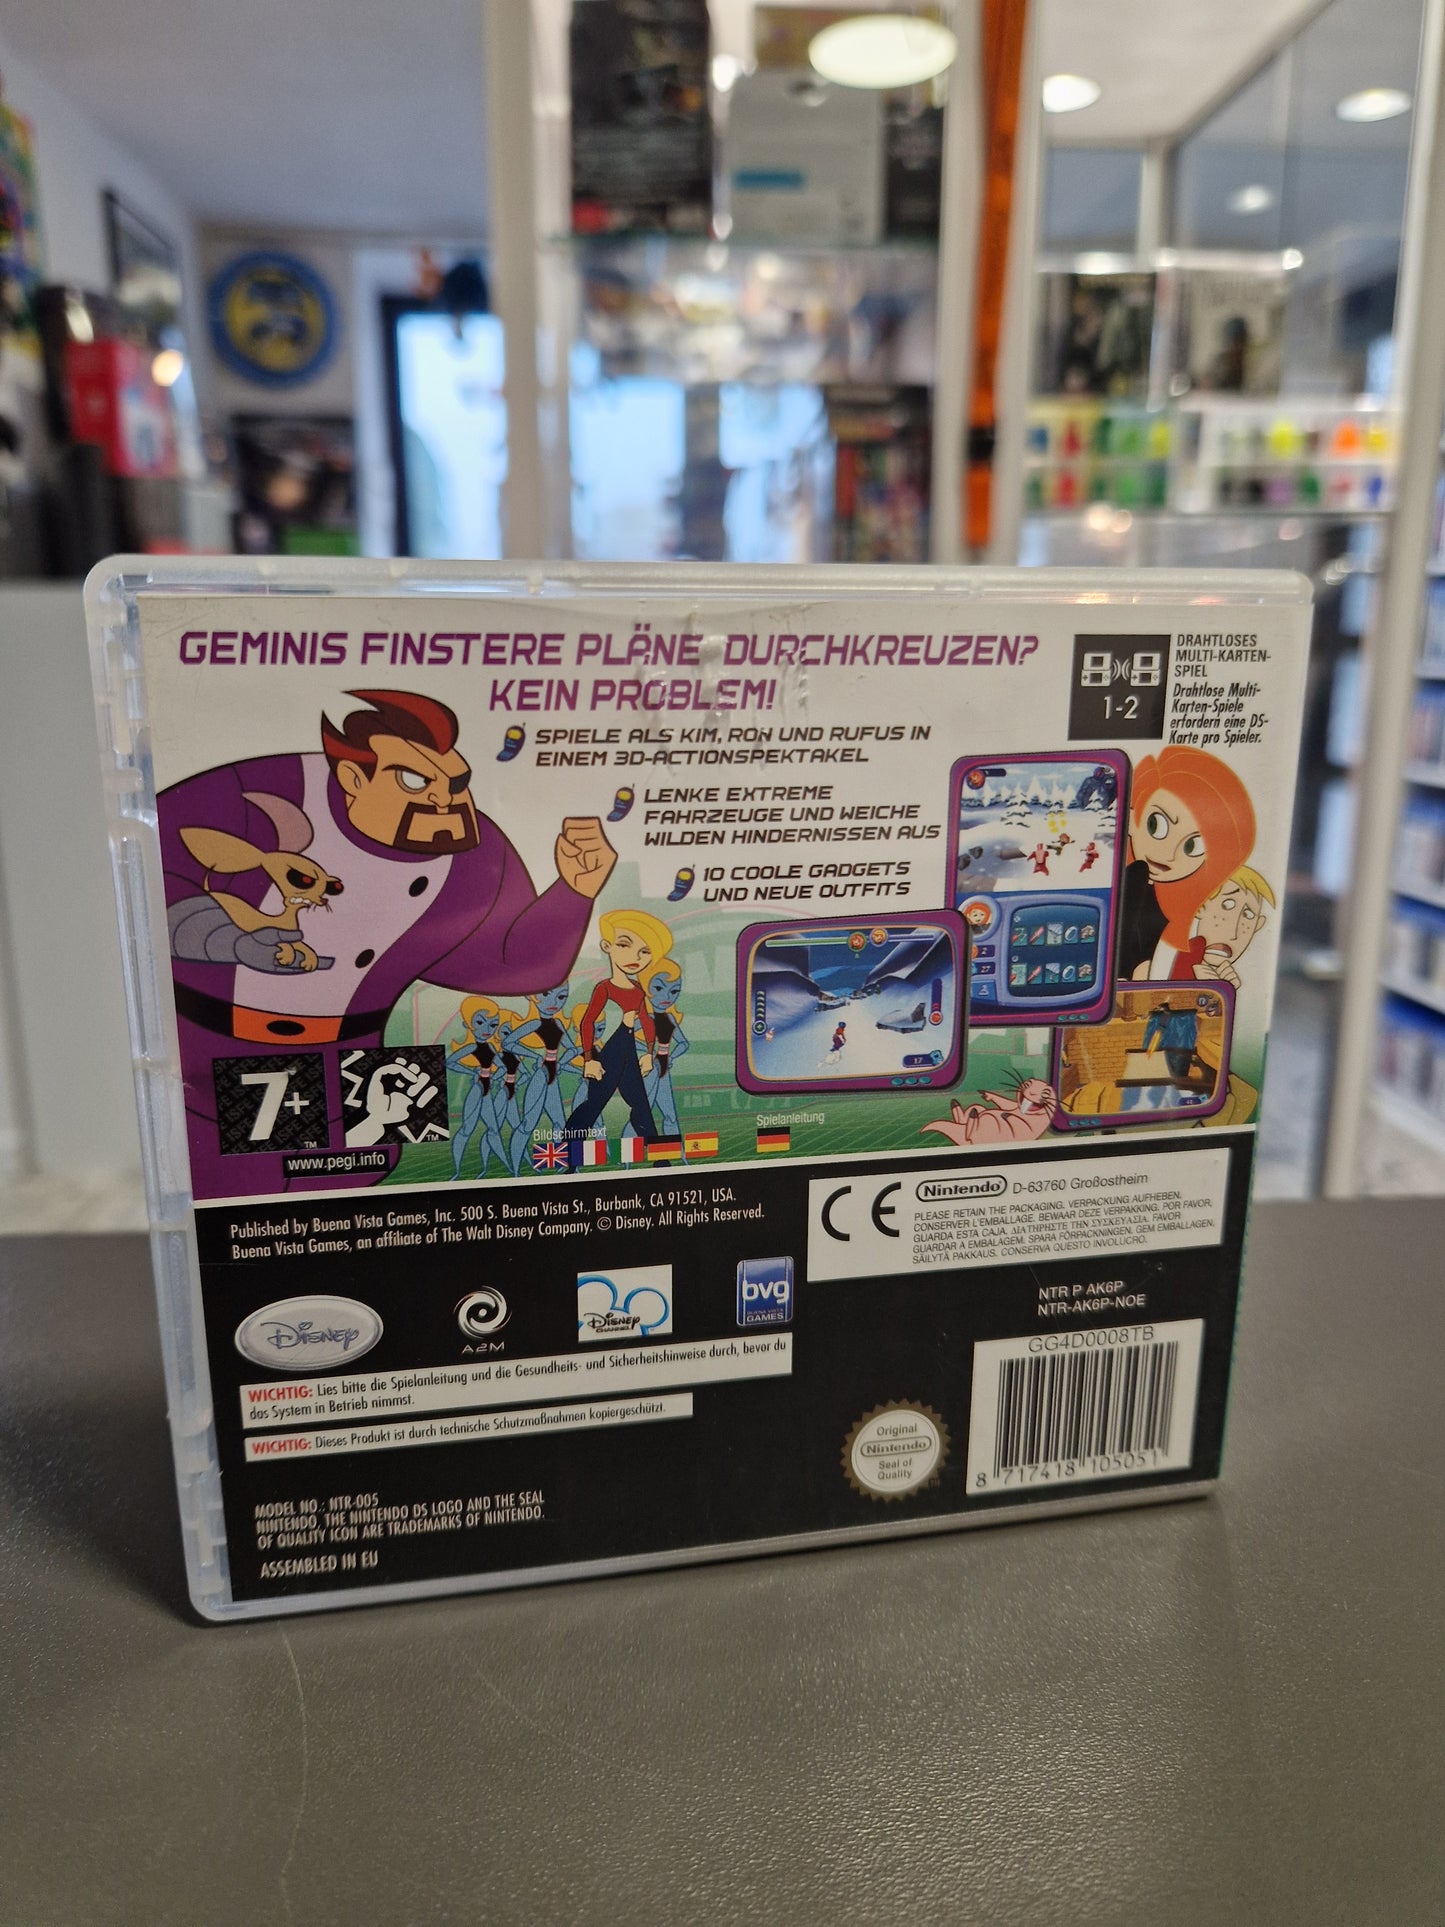 GEMINIS FINSTERE PLÄNE DURCHKREUZEN?
KEIN PROBLEM!
SPIELE ALS KIM, RON UND RUFUS IN
EINEM 3D-ACTIONSPEKTAKEL
LENKE EXTREME
FAHRZEUGE UND WEICHE
WILDEN HINDERNISSEN AUS
10 COOLE GADGETS
UND NEUE OUTFITS
1-2
DRAHTLOSES
MULTI-KARTEN-
SPIEL
Drahtlose Multi-
Karten-Spiele
erfordern eine DS-
Karte pro Spieler.
7+
TM
TM
www.pegi.info
Bildschirmtext
Spielanleitung
17
Published by Buena Vista Games, Inc. 500 S. Buena Vista St., Burbank, CA 91521, USA.
Buena Vista Games, an affiliate of The Walt Disney Company. © Disney. All Rights Reserved.
CE
Nintendo D-63760 Großostheim
PLEASE RETAIN THE PACKAGING. VERPACKUNG AUFHEBEN.
CONSERVER L'EMBALLAGE. BEWAAR DEZE VERPAKKING. POR FAVOR,
GUARDA ESTA CAJA. ΔΙΑΤΗΡΗΣΤΕ ΤΗΝ ΣΥΣΚΕΥΑΣΙΑ. FAVOR
GUARDAR A EMBALAGEM. SPARA FÖRPACKNINGEN. GEM EMBALLAGEN.
SÄILYTÄ PAKKAUS. CONSERVA QUESTO INVOLUCRO.
NTR P AK6P
NTR-AK6P-NOE
Disney
A2M
Disney
CHANNEL
bvg
BUENA VISTA
GAMES
WICHTIG: Lies bitte die Spielanleitung und die Gesundheits- und Sicherheitshinweise durch, bevor du
das System in Betrieb nimmst.
WICHTIG: Dieses Produkt ist durch technische Schutzmaßnahmen kopiergeschützt.
GG4D0008TB
8 717418 105051
Original
Nintendo
Seal of
Quality
MODEL NO.: NTR-005
NINTENDO, THE NINTENDO DS LOGO AND THE SEAL
OF QUALITY ICON ARE TRADEMARKS OF NINTENDO.
ASSEMBLED IN EU